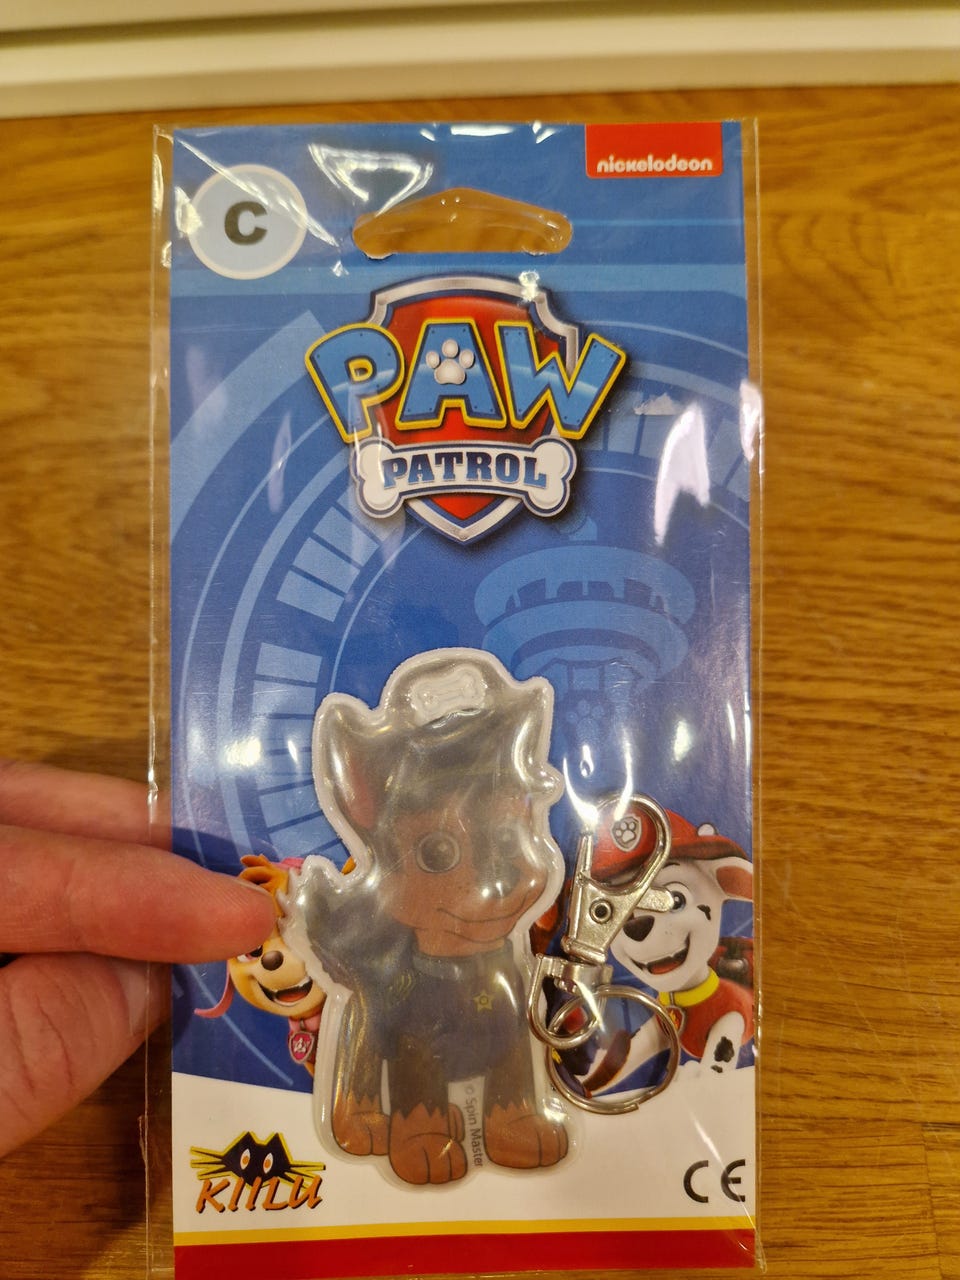 nickelodeon
C
PAW
PATROL
© Spin Master
KIILU
CE